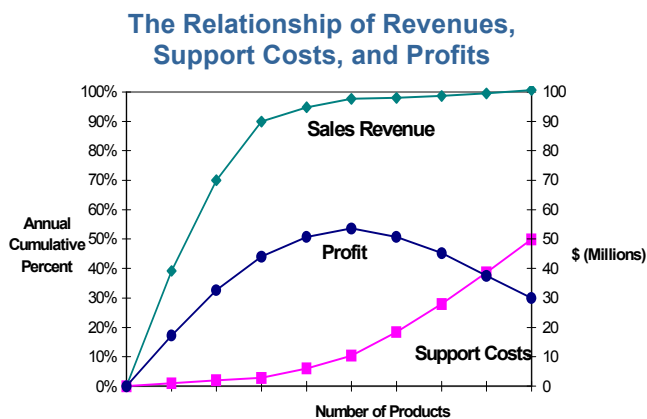 The Relationship of Revenues,
Support Costs, and Profits
100%
90%
80%
70%
60%
50%
40%
30%
20%
10%
0%
Annual
Cumulative
Percent
Sales Revenue
Profit
Support Costs
100
90
80
70
60
50
40
30
20
10
0
$ (Millions)
Number of Products